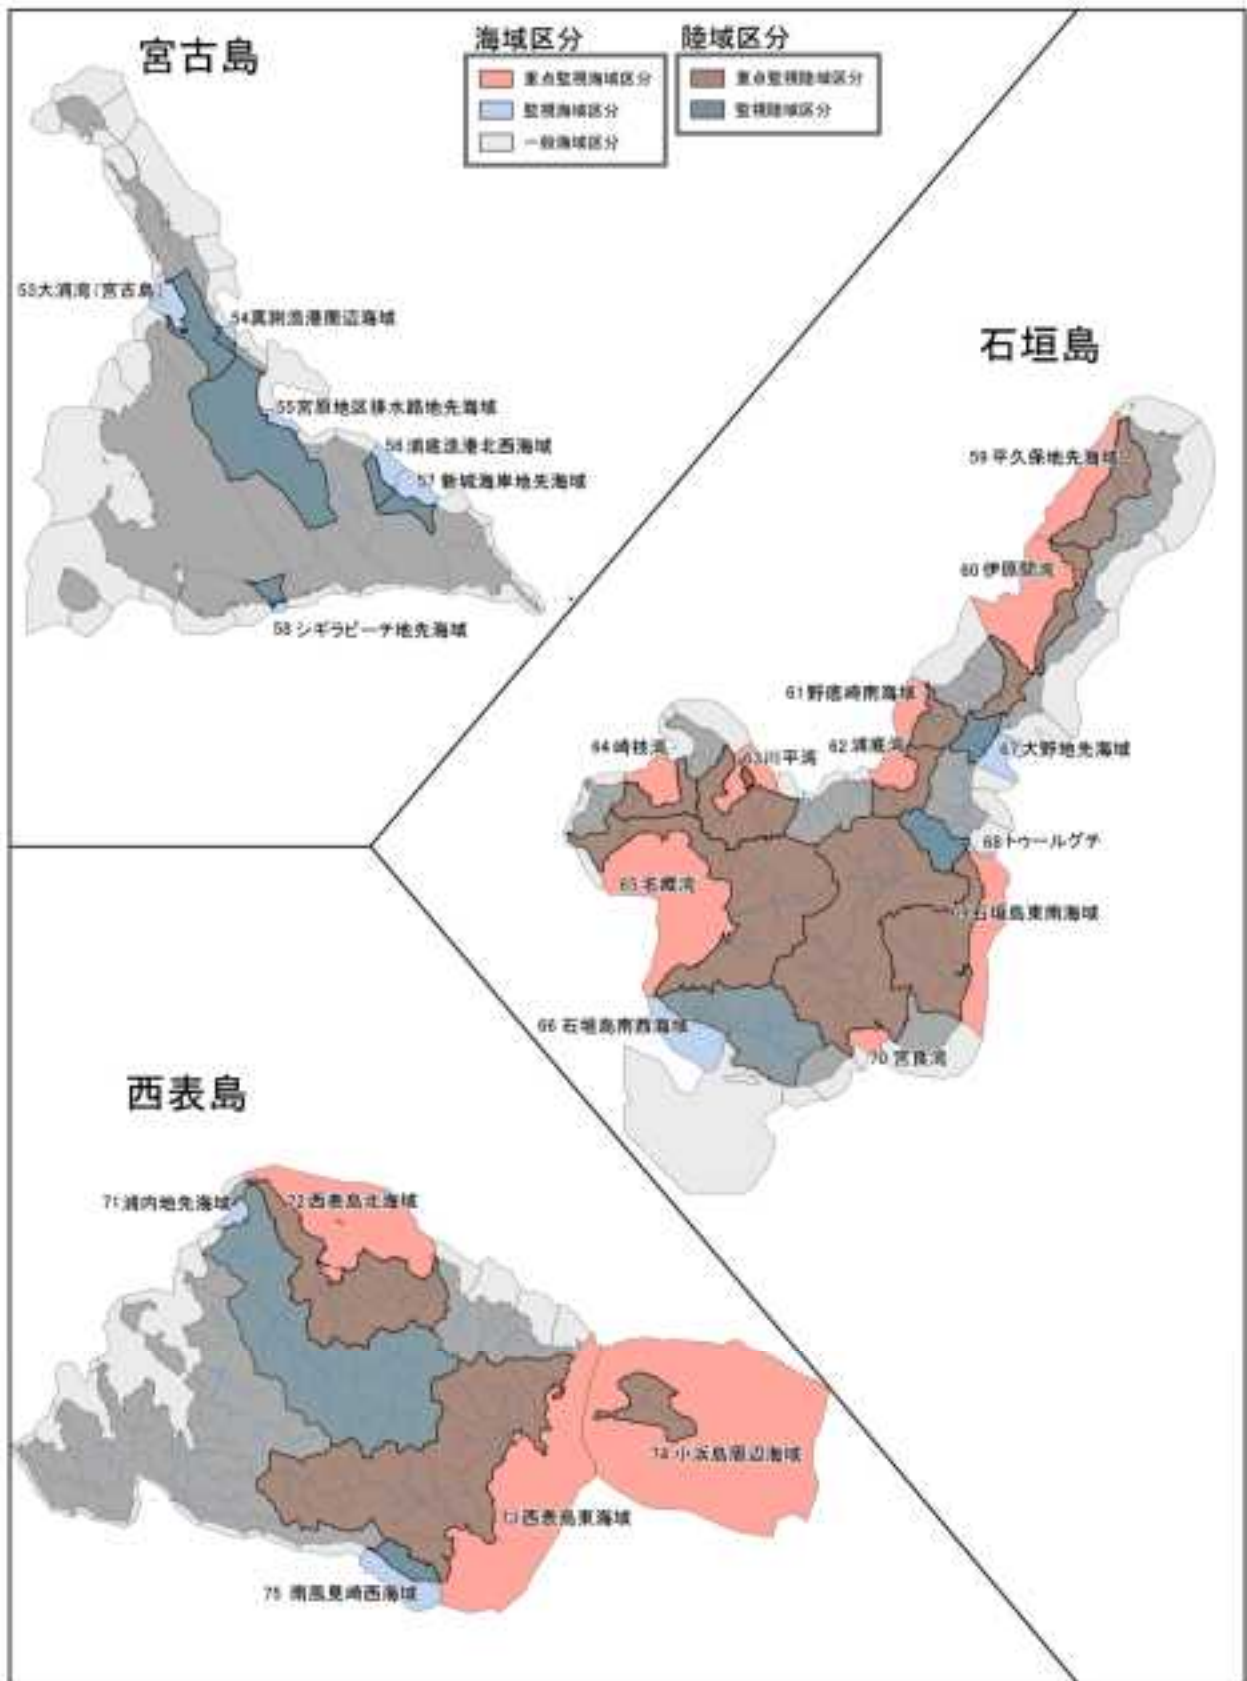 宮古島
海域区分
重点監視海域区分
監視海域区分
一般海域区分
陸域区分
重点監視陸域区分
監視陸域区分
53大浦湾(宮古島)
54真謝漁港周辺海域
55宮原地区排水路地先海域
56浦底漁港北西海域
57新城海岸地先海域
58シギラビーチ地先海域
石垣島
59平久保地先海域
60伊原間湾
61野底崎南海域
62浦底湾
63川平湾
64崎枝湾
65名蔵湾
66石垣島南西海域
67大野地先海域
68トゥールグチ
69石垣島東南海域
70宮良湾
西表島
71浦内地先海域
72西表島北海域
73西表島東海域
74小浜島周辺海域
75 南風見崎西海域